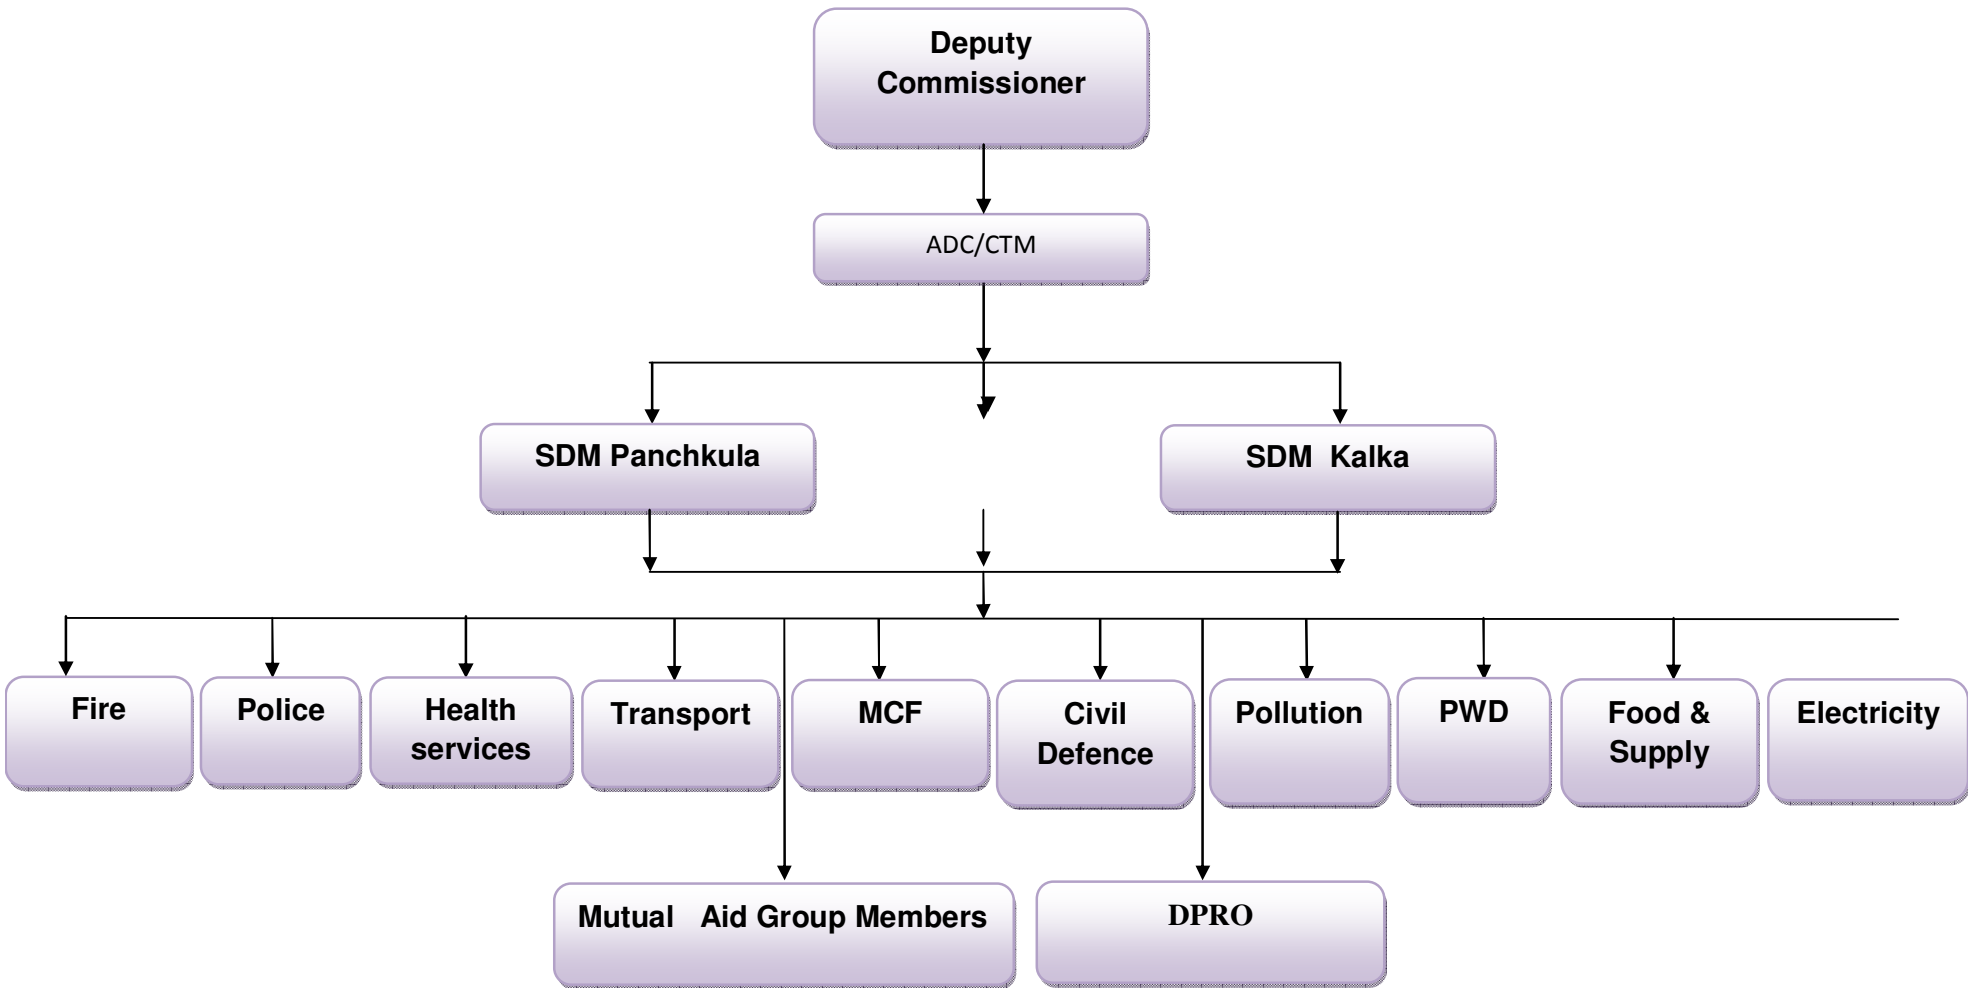 Deputy
Commissioner
ADC/CTM
SDM Panchkula
SDM Kalka
Fire
Police
Health
services
Transport
MCF
Civil
Defence
Pollution
PWD
Food &
Supply
Electricity
Mutual Aid Group Members
DPRO